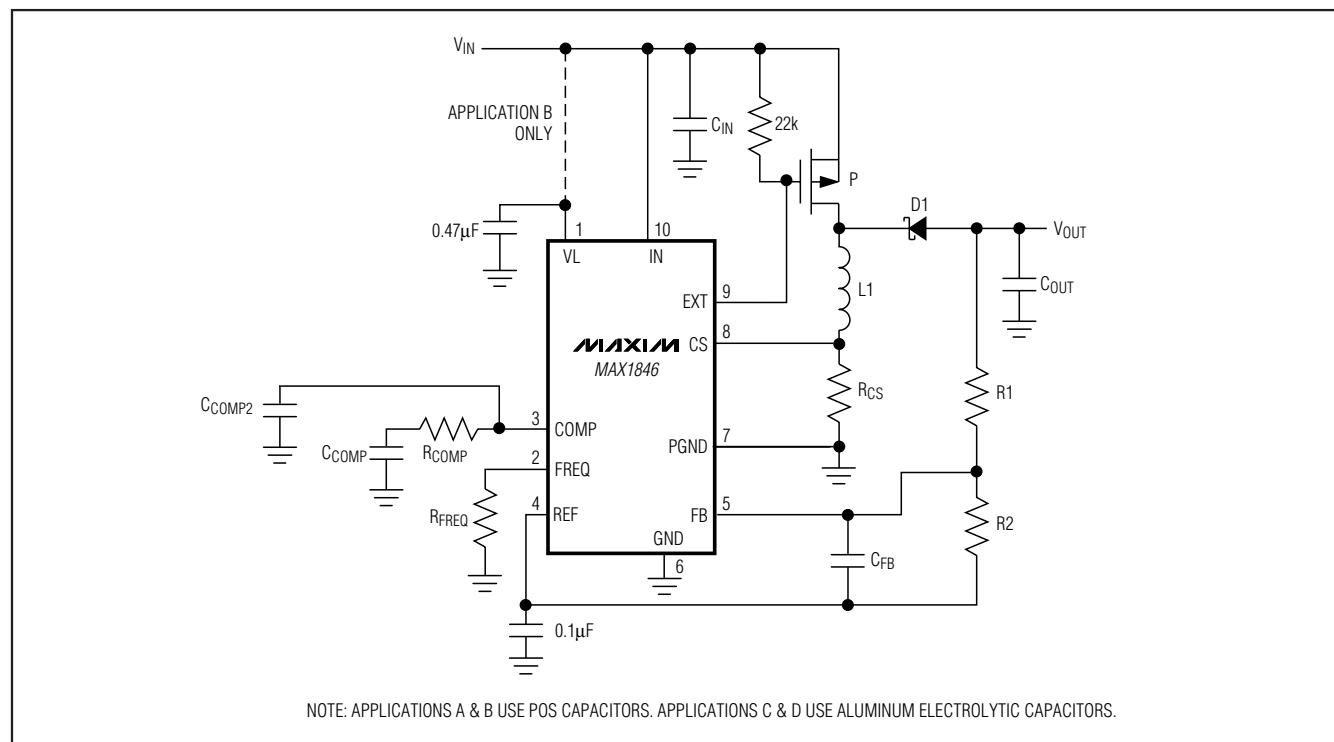 VIN
APPLICATION B
ONLY
CIN
22k
P
D1
VOUT
0.47µF
1
10
VL
IN
COUT
EXT
9
L1
CS
8
MAXIM
MAX1846
RCS
R1
CCOMP2
3
COMP
CCOMP
RCOMP
PGND
7
2
FREQ
4
REF
FB
5
RFREQ
R2
GND
CFB
6
0.1µF
NOTE: APPLICATIONS A & B USE POS CAPACITORS. APPLICATIONS C & D USE ALUMINUM ELECTROLYTIC CAPACITORS.